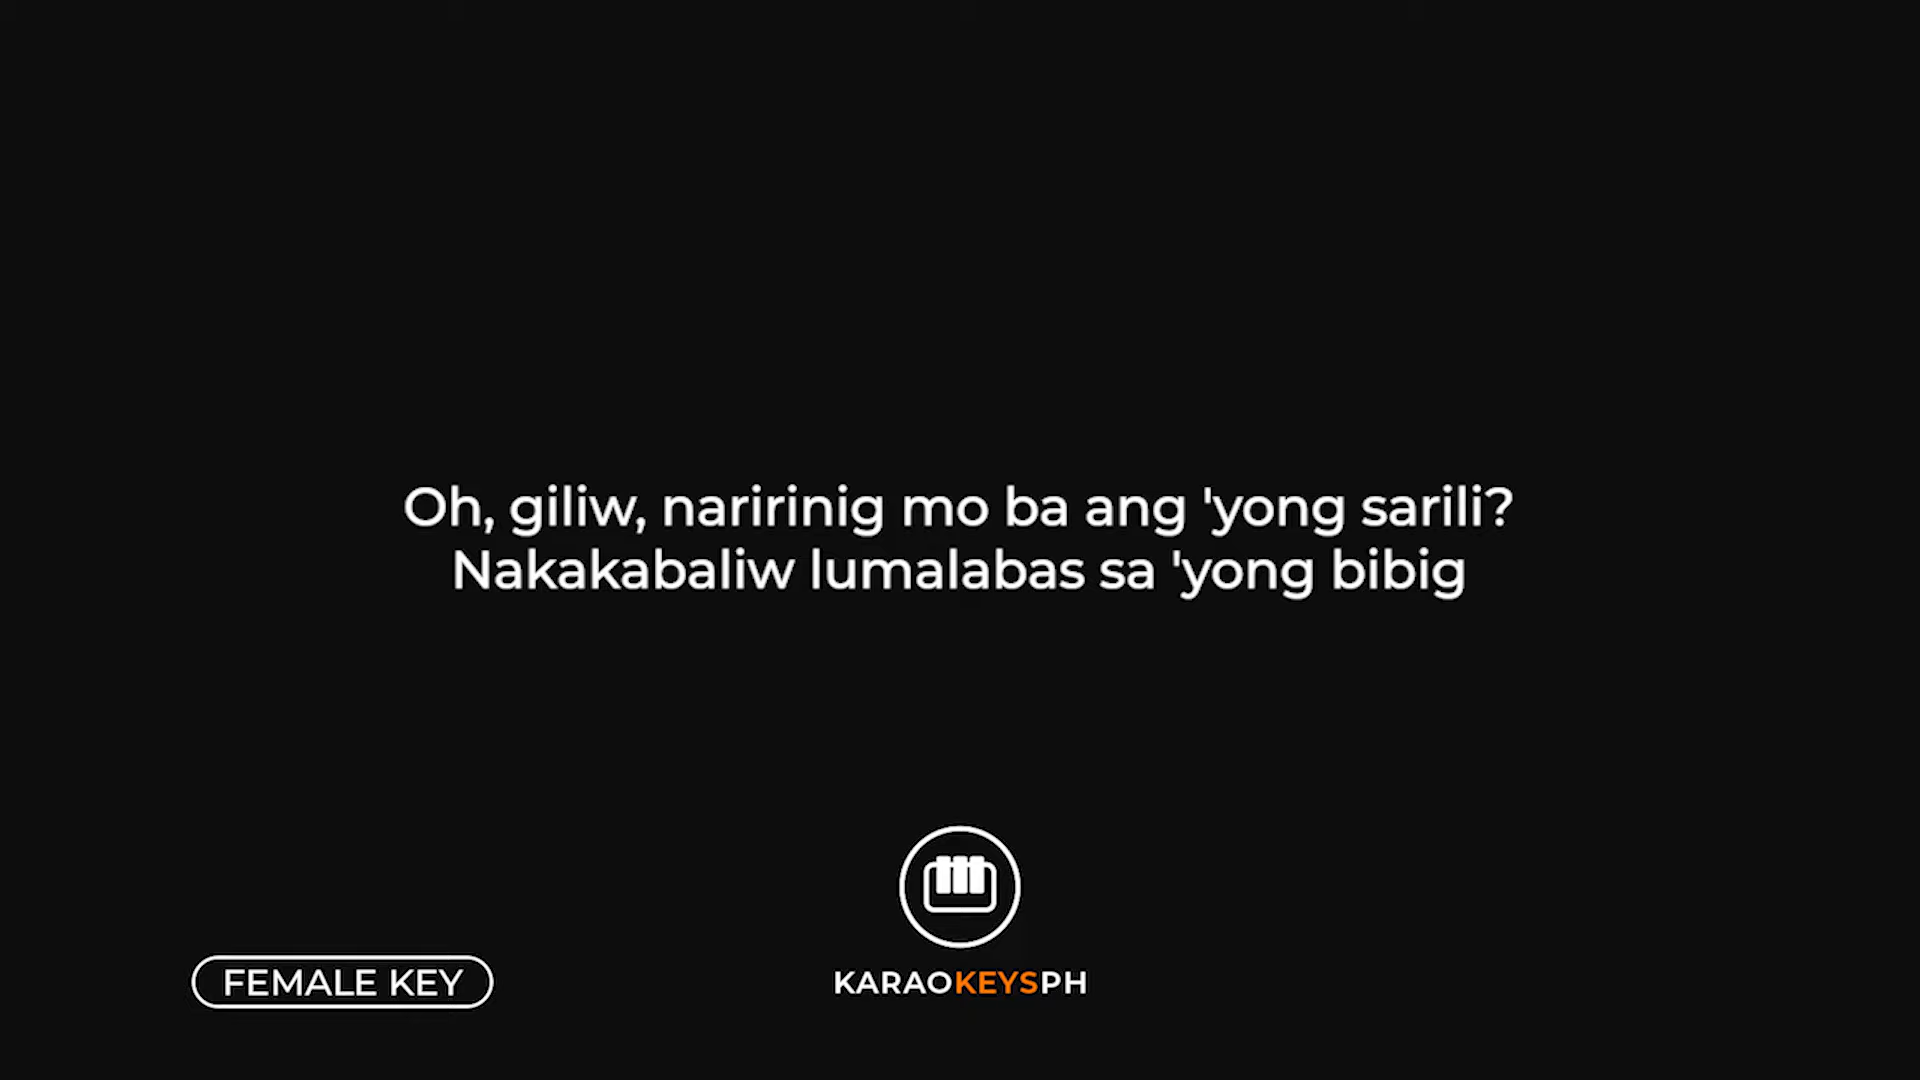 Oh, giliw, naririnig mo ba ang 'yong sarili?
Nakakabaliw lumalabas sa 'yong bibig
FEMALE KEY
KARAOKEYSPH